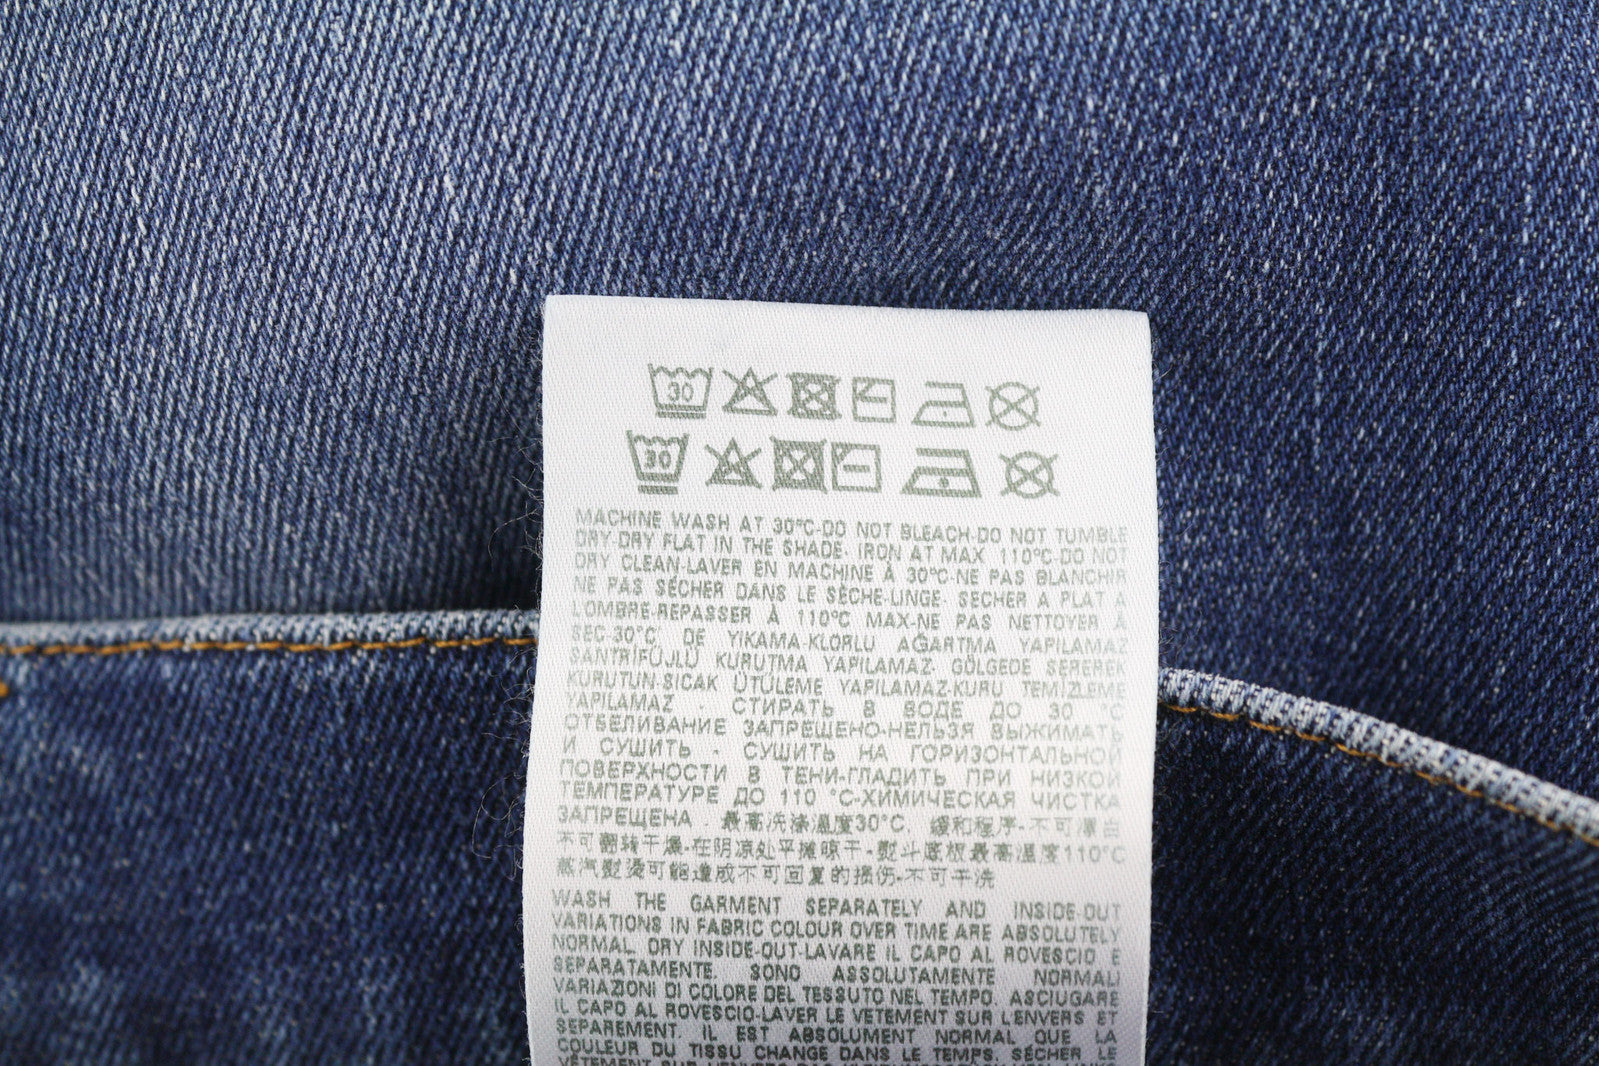 30
30
MACHINE WASH AT 30°C-DO NOT BLEACH-DO NOT TUMBLE
DRY-DRY FLAT IN THE SHADE- IRON AT MAX 110°C-DO NOT
DRY CLEAN-LAVER EN MACHINE À 30°C-NE PAS BLANCHIR
NE PAS SÉCHER DANS LE SÈCHE-LINGE- SECHER A PLAT A
L'OMBRE-REPASSER À 110°C MAX-NE PAS NETTOYER À
SEC-30°C' DE YIKAMA-KLORLU AĞARTMA YAPILAMAZ
SANTRİFÜJLÜ KURUTMA YAPILAMAZ- GÖLGEDE SEREREK
KURUTUN-SICAK ÜTÜLEME YAPILAMAZ-KURU TEMİZLEME
YAPILAMAZ - СТИРАТЬ В ВОДЕ ДО 30 °C
ОТБЕЛИВАНИЕ ЗАПРЕЩЕНО-НЕЛЬЗЯ ВЫЖИМАТЬ
И СУШИТЬ - СУШИТЬ НА ГОРИЗОНТАЛЬНОЙ
ПОВЕРХНОСТИ В ТЕНИ-ГЛАДИТЬ ПРИ НИЗКОЙ
ТЕМПЕРАТУРЕ ДО 110 °C-ХИМИЧЕСКАЯ ЧИСТКА
ЗАПРЕЩЕНА - 最高洗涤温度30°C, 缓和程序-不可漂白
不可翻转干燥-在阴凉处平摊晾干-熨斗底板最高温度110°C
蒸汽熨烫可能造成不可回复的损伤-不可干洗
WASH THE GARMENT SEPARATELY AND INSIDE-OUT
VARIATIONS IN FABRIC COLOUR OVER TIME ARE ABSOLUTELY
NORMAL. DRY INSIDE-OUT-LAVARE IL CAPO AL ROVESCIO E
SEPARATAMENTE. SONO ASSOLUTAMENTE NORMALI
VARIAZIONI DI COLORE DEL TESSUTO NEL TEMPO. ASCIUGARE
IL CAPO AL ROVESCIO-LAVER LE VETEMENT SUR L'ENVERS ET
SEPAREMENT. IL EST ABSOLUMENT NORMAL QUE LA
COULEUR DU TISSU CHANGE DANS LE TEMPS. SÉCHER LE
VÊTEMENT SUR